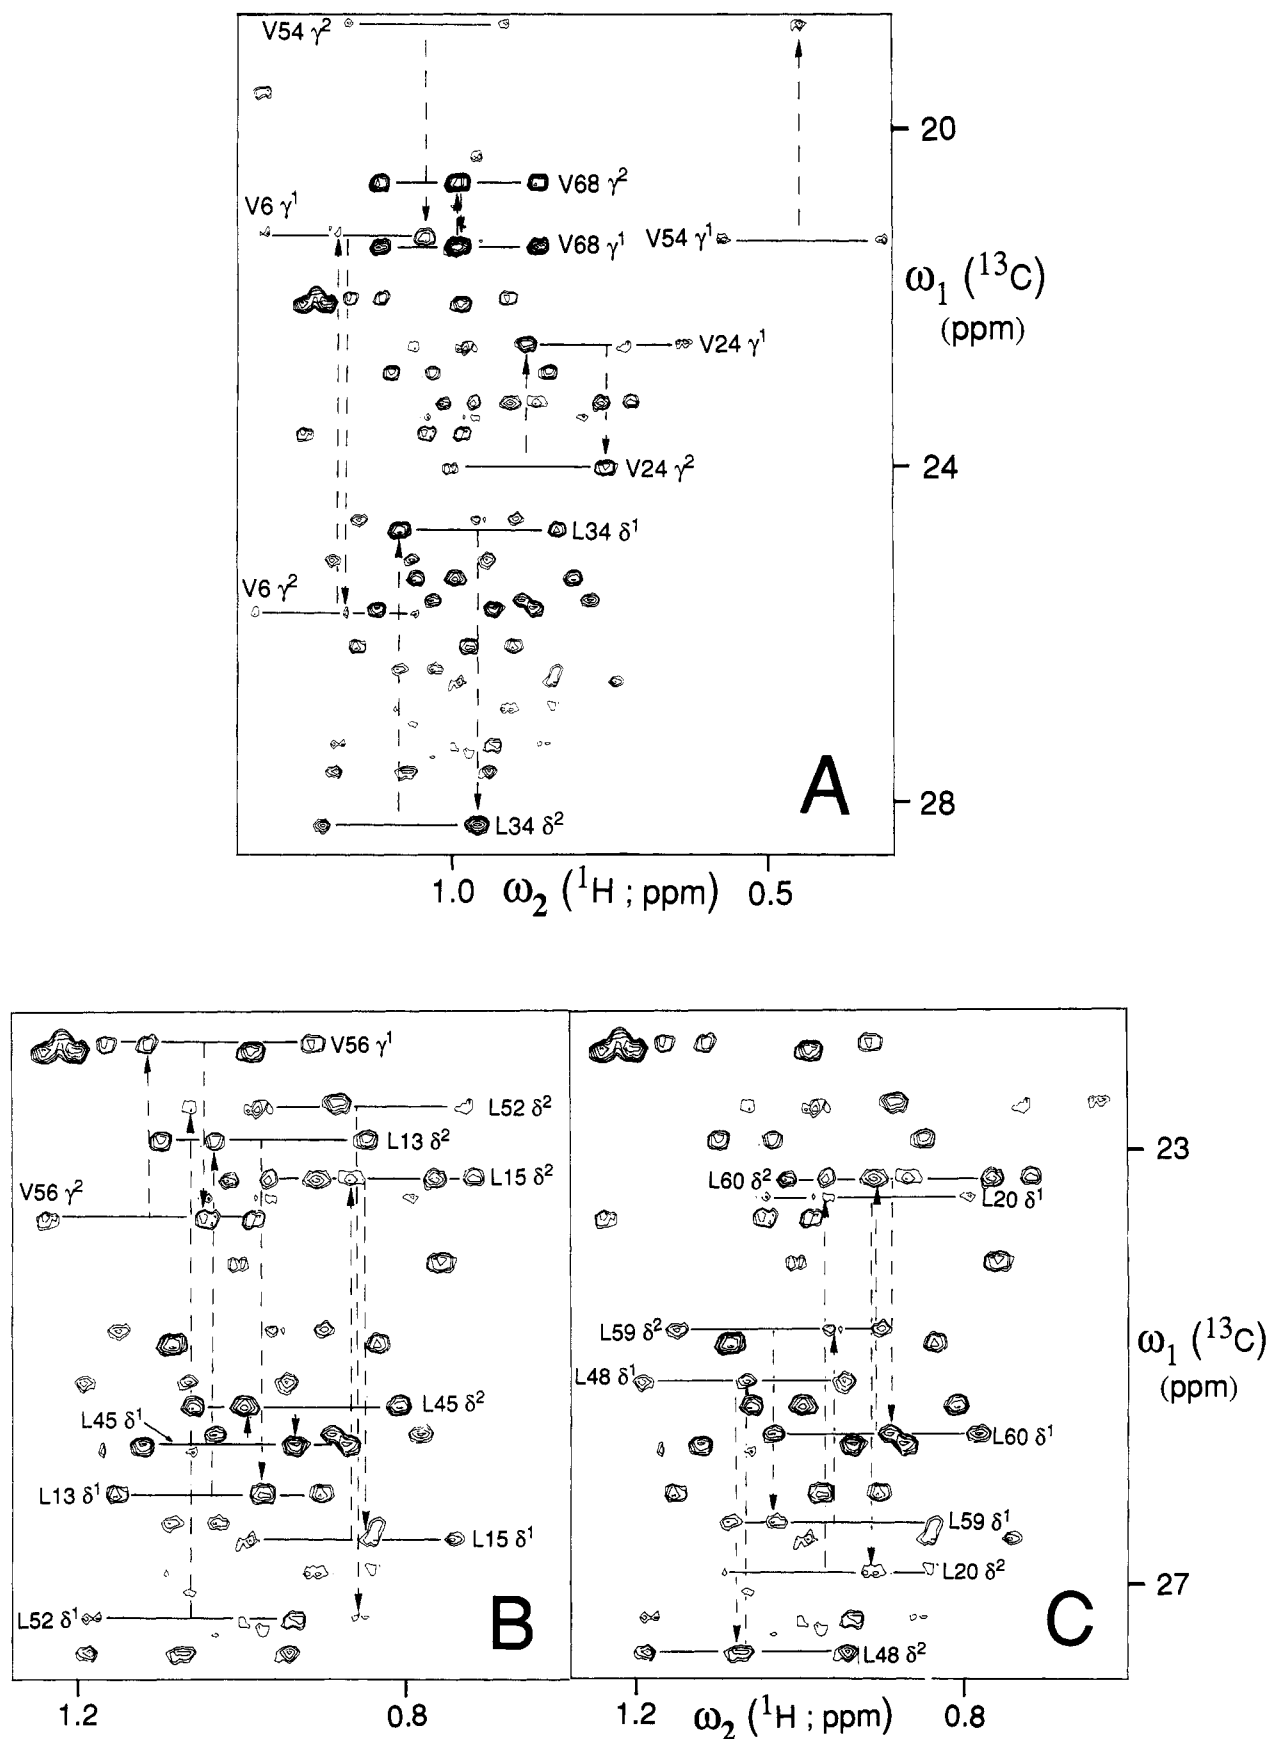 V54 γ²
20
V68 γ²
V6 γ¹
V68 γ¹
V54 γ¹
ω₁ (¹³C)
(ppm)
V24 γ¹
24
V24 γ²
L34 δ¹
V6 γ²
A
28
L34 δ²
1.0 ω₂ (¹H ; ppm) 0.5
V56 γ¹
L52 δ²
L13 δ²
23
L15 δ²
L60 δ²
V56 γ²
L20 δ¹
L59 δ²
ω₁ (¹³C)
(ppm)
L48 δ¹
L45 δ²
L45 δ¹
L60 δ¹
L13 δ¹
L59 δ¹
L15 δ¹
L20 δ²
27
L52 δ¹
B
C
L48 δ²
1.2 0.8 1.2 ω₂ (¹H ; ppm) 0.8